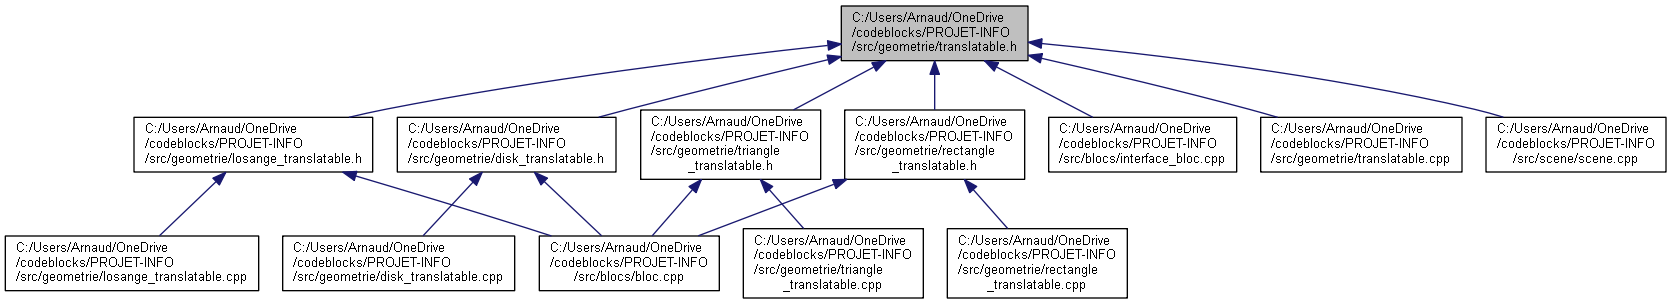 C:/Users/Arnaud/OneDrive
/codeblocks/PROJET-INFO
/src/geometrie/translatable.h
C:/Users/Arnaud/OneDrive
/codeblocks/PROJET-INFO
/src/geometrie/losange_translatable.h
C:/Users/Arnaud/OneDrive
/codeblocks/PROJET-INFO
/src/geometrie/disk_translatable.h
C:/Users/Arnaud/OneDrive
/codeblocks/PROJET-INFO
/src/geometrie/triangle
_translatable.h
C:/Users/Arnaud/OneDrive
/codeblocks/PROJET-INFO
/src/geometrie/rectangle
_translatable.h
C:/Users/Arnaud/OneDrive
/codeblocks/PROJET-INFO
/src/blocs/interface_bloc.cpp
C:/Users/Arnaud/OneDrive
/codeblocks/PROJET-INFO
/src/geometrie/translatable.cpp
C:/Users/Arnaud/OneDrive
/codeblocks/PROJET-INFO
/src/scene/scene.cpp
C:/Users/Arnaud/OneDrive
/codeblocks/PROJET-INFO
/src/geometrie/losange_translatable.cpp
C:/Users/Arnaud/OneDrive
/codeblocks/PROJET-INFO
/src/geometrie/disk_translatable.cpp
C:/Users/Arnaud/OneDrive
/codeblocks/PROJET-INFO
/src/blocs/bloc.cpp
C:/Users/Arnaud/OneDrive
/codeblocks/PROJET-INFO
/src/geometrie/triangle
_translatable.cpp
C:/Users/Arnaud/OneDrive
/codeblocks/PROJET-INFO
/src/geometrie/rectangle
_translatable.cpp